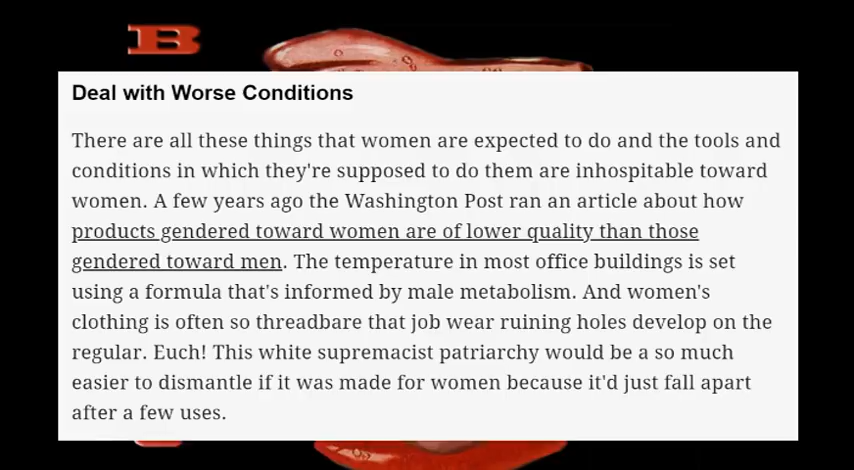 B
Deal with Worse Conditions
There are all these things that women are expected to do and the tools and
conditions in which they're supposed to do them are inhospitable toward
women. A few years ago the Washington Post ran an article about how
products gendered toward women are of lower quality than those
gendered toward men. The temperature in most office buildings is set
using a formula that's informed by male metabolism. And women's
clothing is often so threadbare that job wear ruining holes develop on the
regular. Euch! This white supremacist patriarchy would be a so much
easier to dismantle if it was made for women because it'd just fall apart
after a few uses.